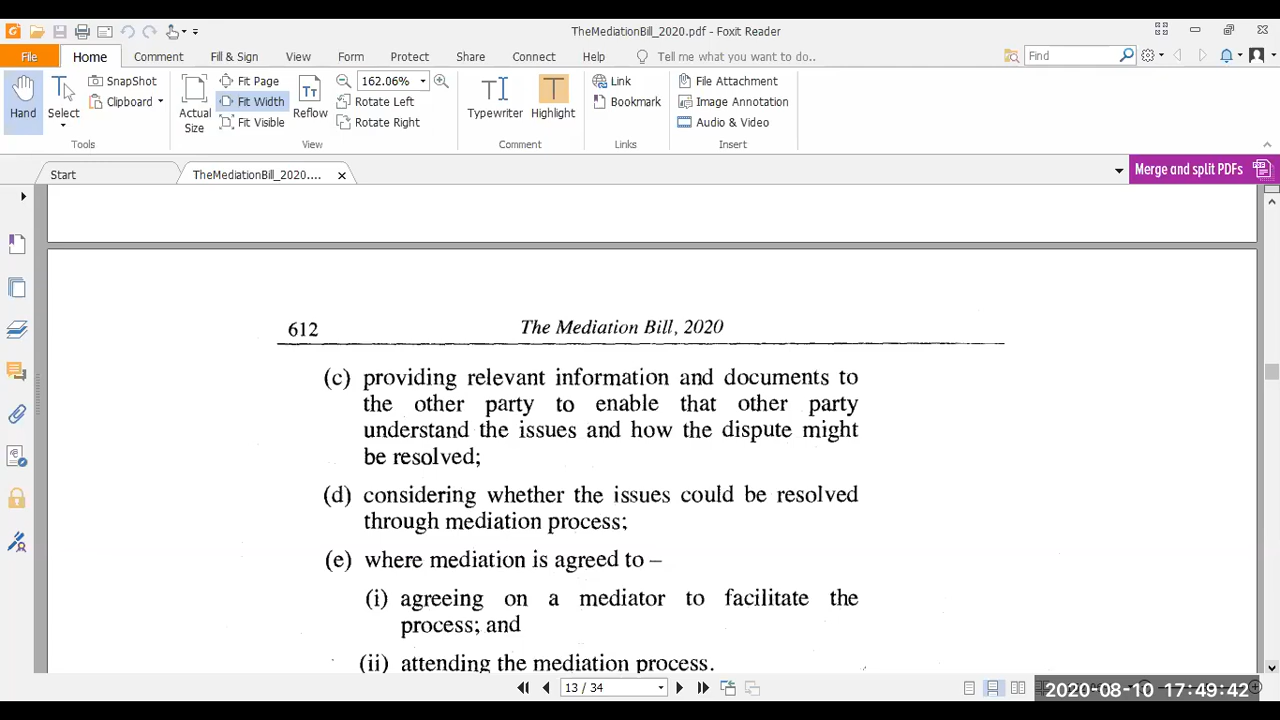 TheMediationBill_2020.pdf - Foxit Reader
File Home Comment Fill & Sign View Form Protect Share Connect Help Tell me what you want to do.. Find
Hand Select SnapShot Clipboard Actual Size Fit Page Fit Width Fit Visible Reflow 162.06% Rotate Left Rotate Right Typewriter Highlight Link Bookmark File Attachment Image Annotation Audio & Video
Tools View Comment Links Insert
Start TheMediationBill_2020.... Merge and split PDFs
612 The Mediation Bill, 2020
(c) providing relevant information and documents to
the other party to enable that other party
understand the issues and how the dispute might
be resolved;
(d) considering whether the issues could be resolved
through mediation process;
(e) where mediation is agreed to –
(i) agreeing on a mediator to facilitate the
process; and
(ii) attending the mediation process.
13 / 34
2020-08-10 17:49:42